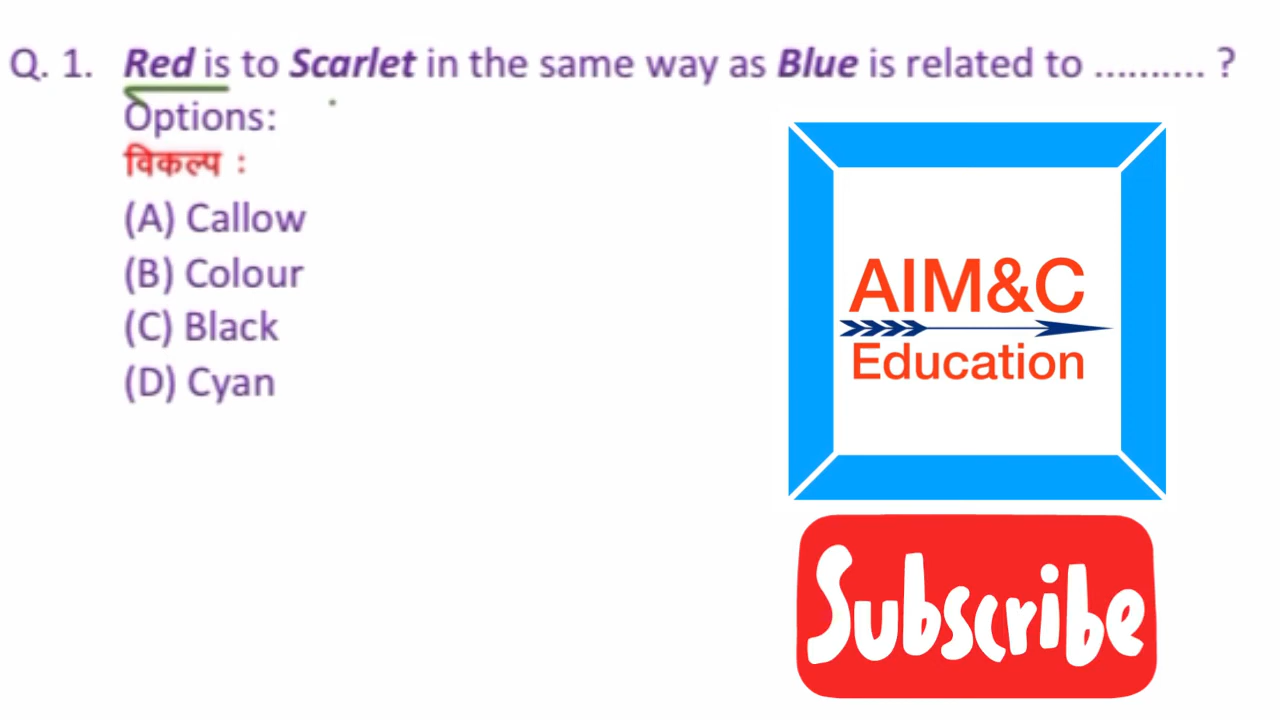 Q. 1. Red is to Scarlet in the same way as Blue is related to .......... ?
Options:
विकल्प :
(A) Callow
(B) Colour
(C) Black
(D) Cyan
AIM&C
Education
Subscribe